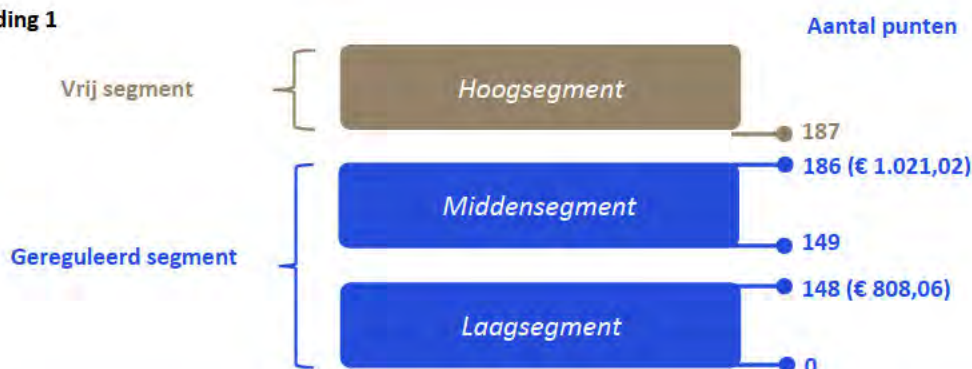 ding 1
Aantal punten
Vrij segment
Hoogsegment
187
186 (€ 1.021,02)
Middensegment
149
Gereguleerd segment
148 (€ 808,06)
Laagsegment
0